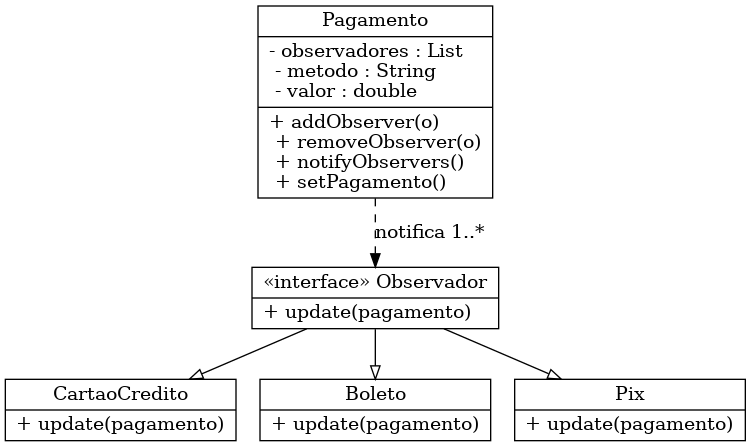 Pagamento
- observadores : List
- metodo : String
- valor : double
+ addObserver(o)
+ removeObserver(o)
+ notifyObservers()
+ setPagamento()
notifica 1..*
«interface» Observador
+ update(pagamento)
CartaoCredito
+ update(pagamento)
Boleto
+ update(pagamento)
Pix
+ update(pagamento)